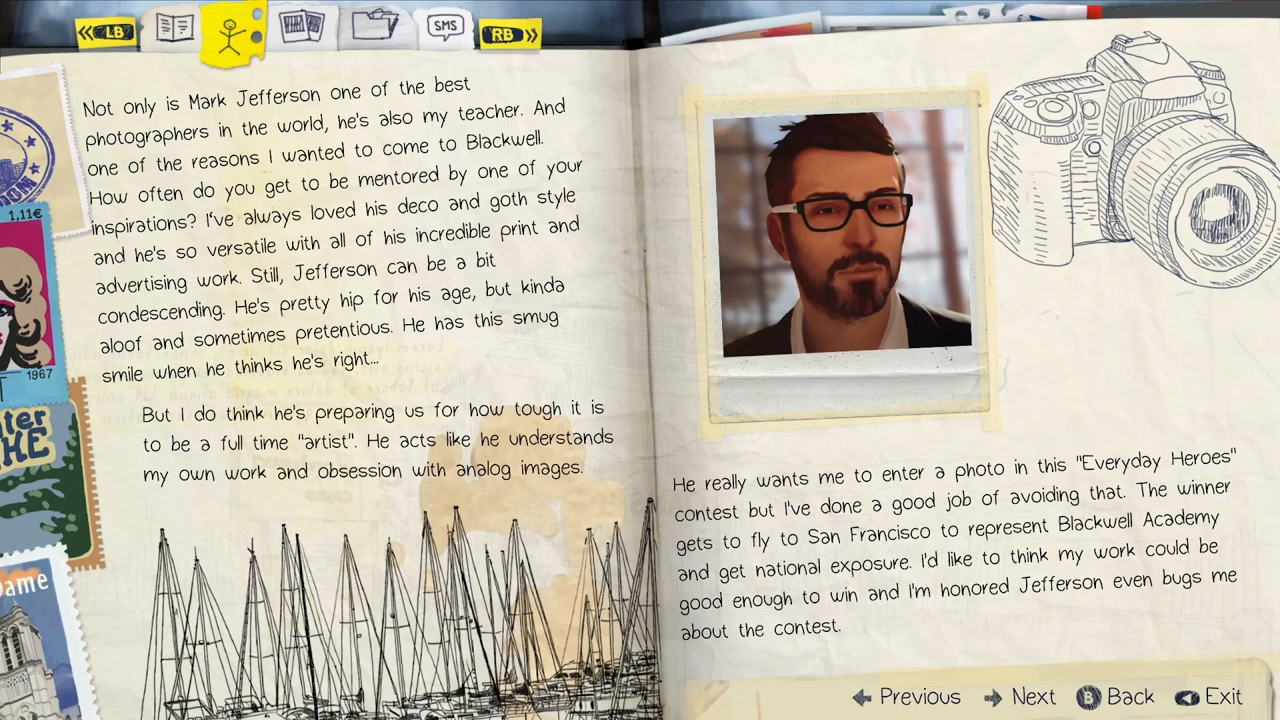 LB
SMS
RB
Not only is Mark Jefferson one of the best
photographers in the world, he's also my teacher. And
one of the reasons I wanted to come to Blackwell.
How often do you get to be mentored by one of your
inspirations? I've always loved his deco and goth style
and he's so versatile with all of his incredible print and
advertising work. Still, Jefferson can be a bit
condescending. He's pretty hip for his age, but kinda
aloof and sometimes pretentious. He has this smug
smile when he thinks he's right...
But I do think he's preparing us for how tough it is
to be a full time "artist". He acts like he understands
my own work and obsession with analog images.
1,11€
1967
Dame
He really wants me to enter a photo in this "Everyday Heroes"
contest but I've done a good job of avoiding that. The winner
gets to fly to San Francisco to represent Blackwell Academy
and get national exposure. I'd like to think my work could be
good enough to win and I'm honored Jefferson even bugs me
about the contest.
Previous Next B Back Exit